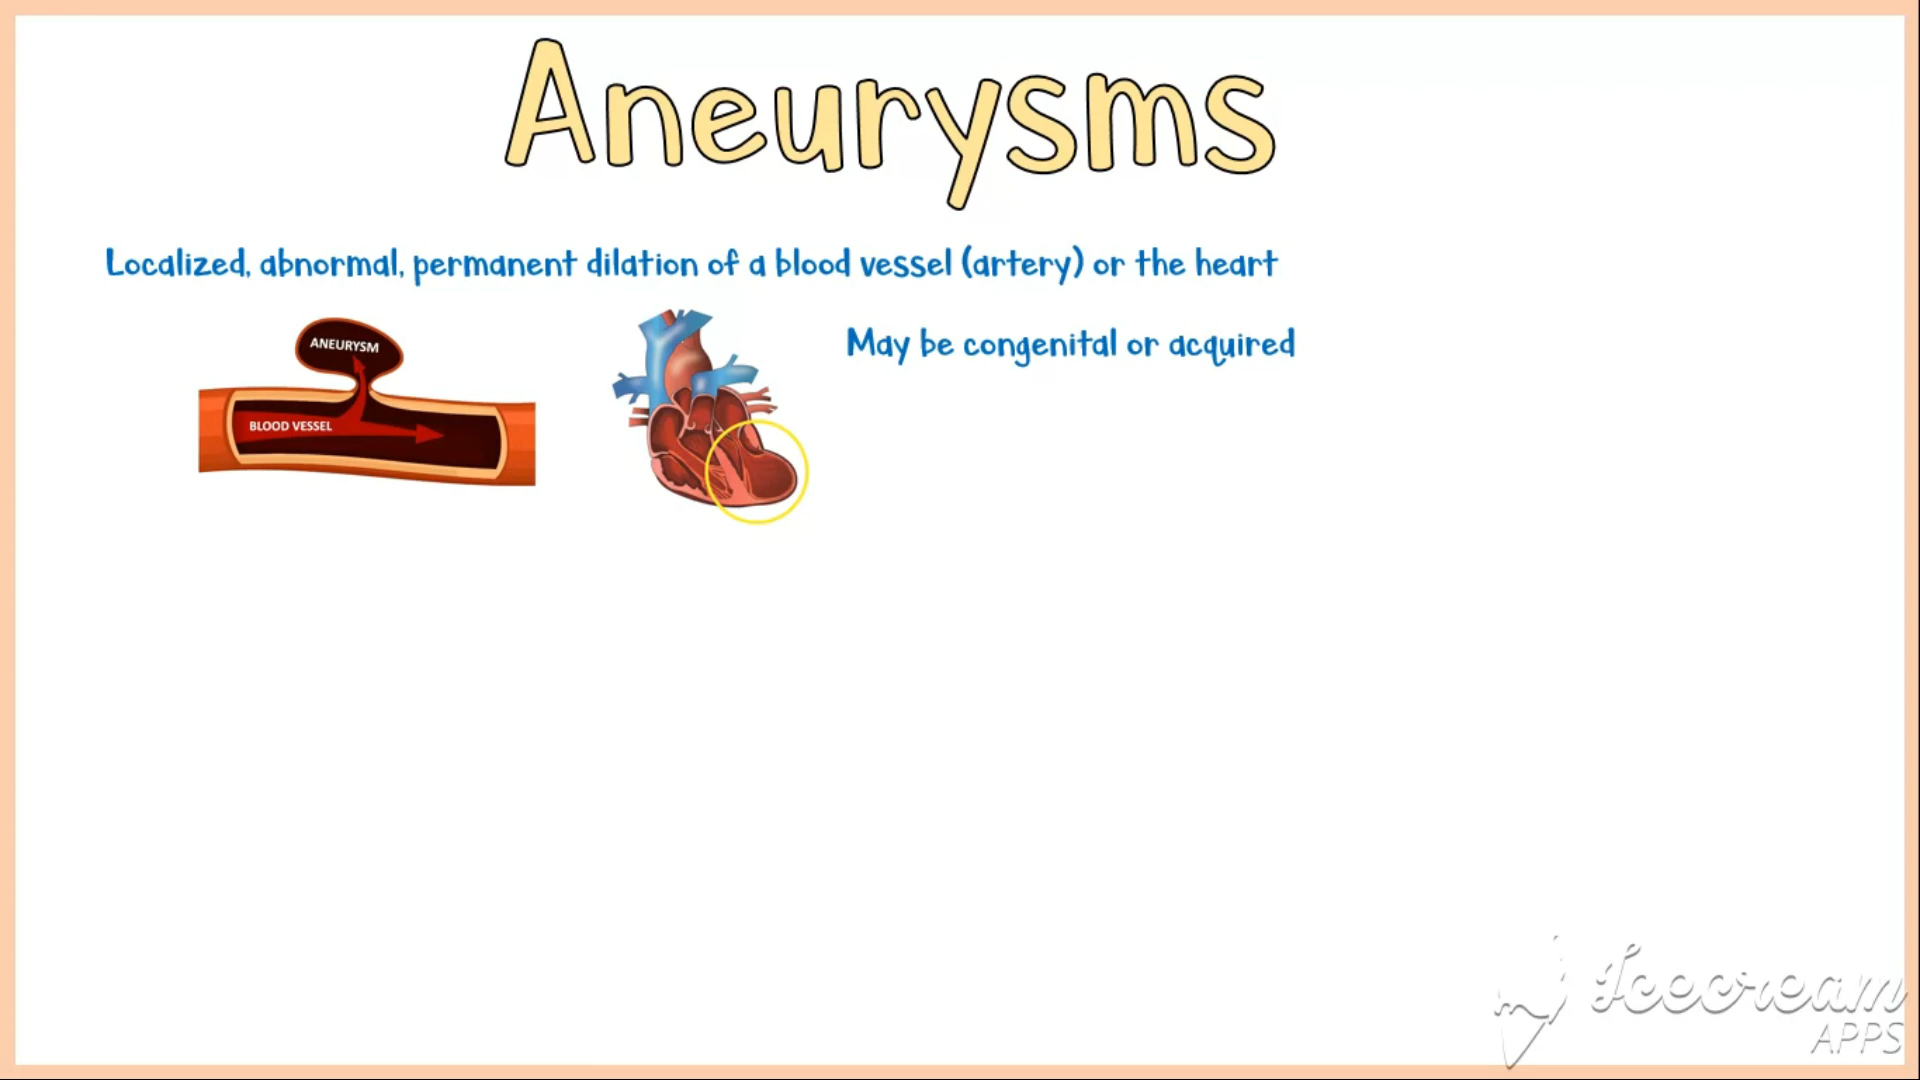 Aneurysms
Localized, abnormal, permanent dilation of a blood vessel (artery) or the heart
ANEURYSM
May be congenital or acquired
BLOOD VESSEL
Icecream
APPS